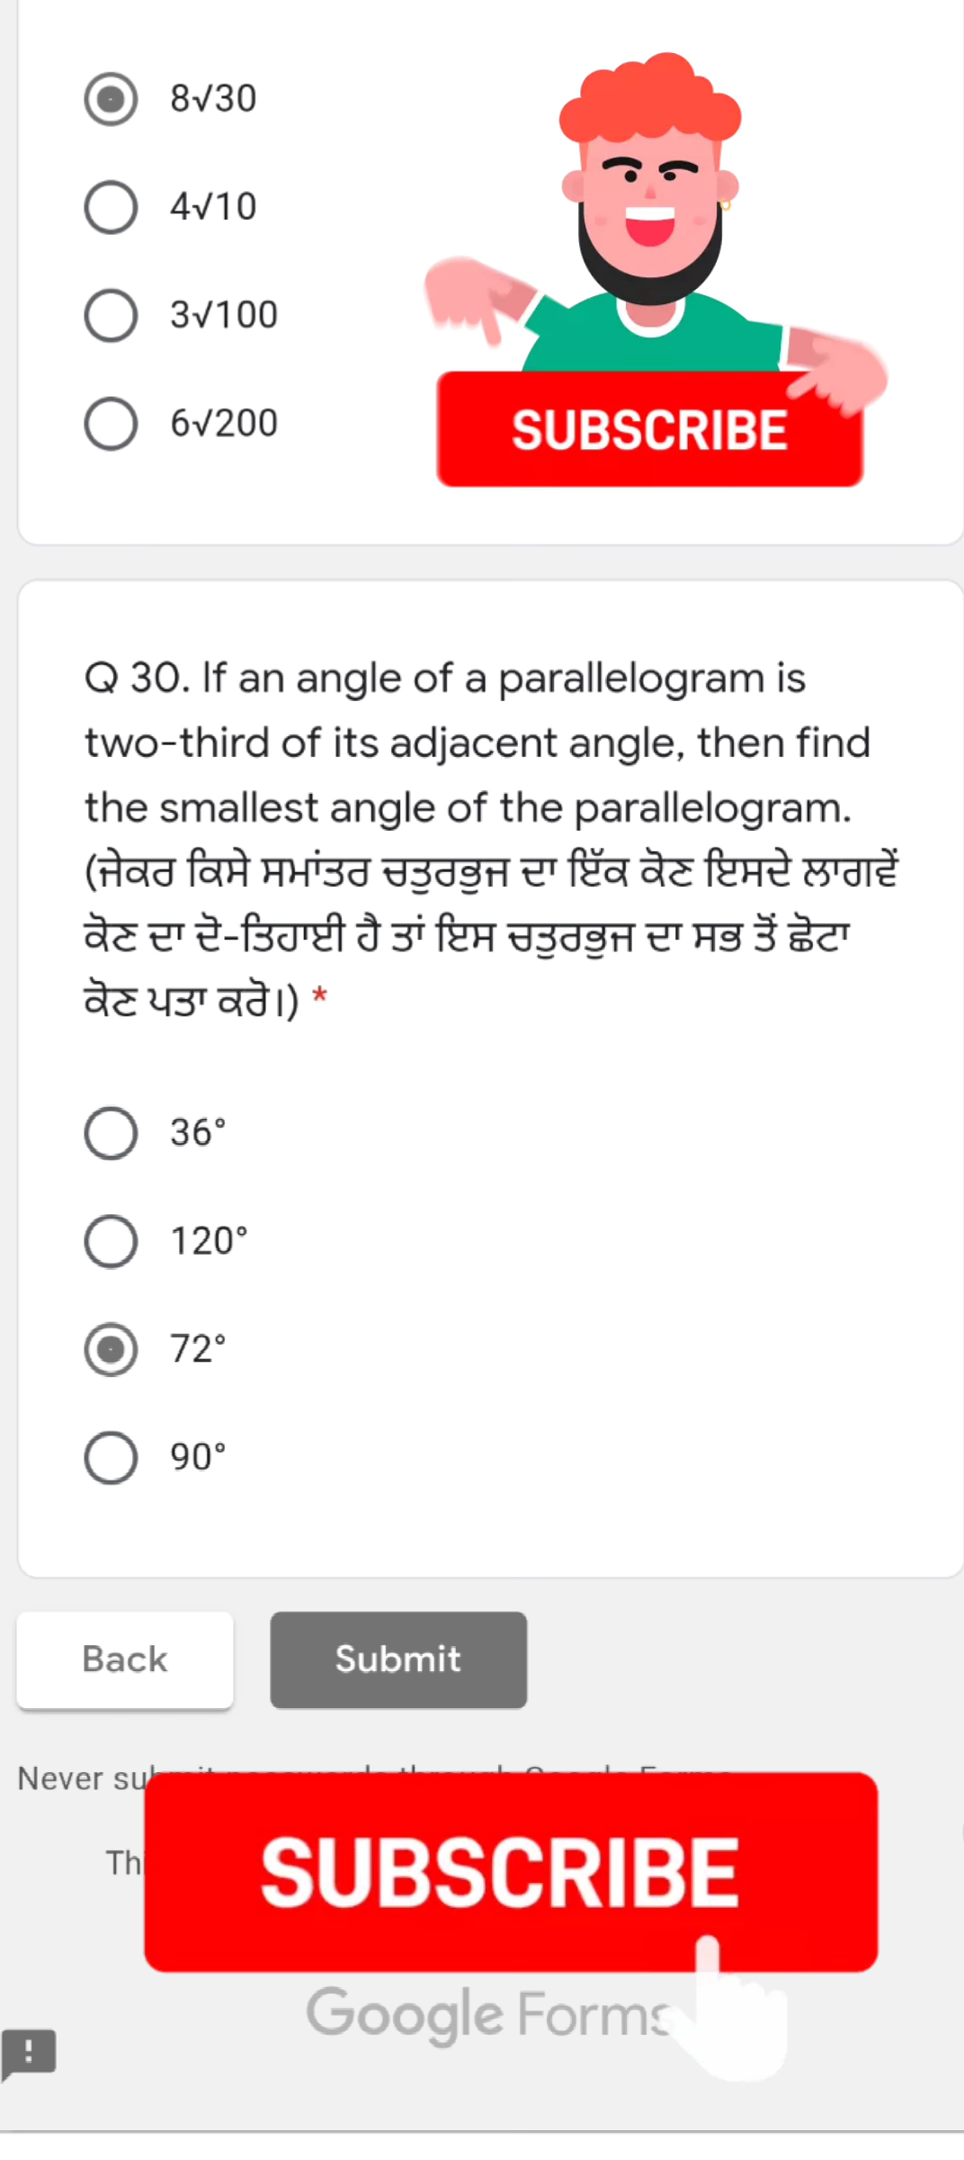 8√30
4√10
3√100
6√200
SUBSCRIBE
Q 30. If an angle of a parallelogram is
two-third of its adjacent angle, then find
the smallest angle of the parallelogram.
(ਜੇਕਰ ਕਿਸੇ ਸਮਾਂਤਰ ਚਤੁਰਭੁਜ ਦਾ ਇੱਕ ਕੋਣ ਇਸਦੇ ਲਾਗਵੇਂ
ਕੋਣ ਦਾ ਦੋ-ਤਿਹਾਈ ਹੈ ਤਾਂ ਇਸ ਚਤੁਰਭੁਜ ਦਾ ਸਭ ਤੋਂ ਛੋਟਾ
ਕੋਣ ਪਤਾ ਕਰੋ।) *
36°
120°
72°
90°
Back
Submit
Never
SUBSCRIBE
Google Forms